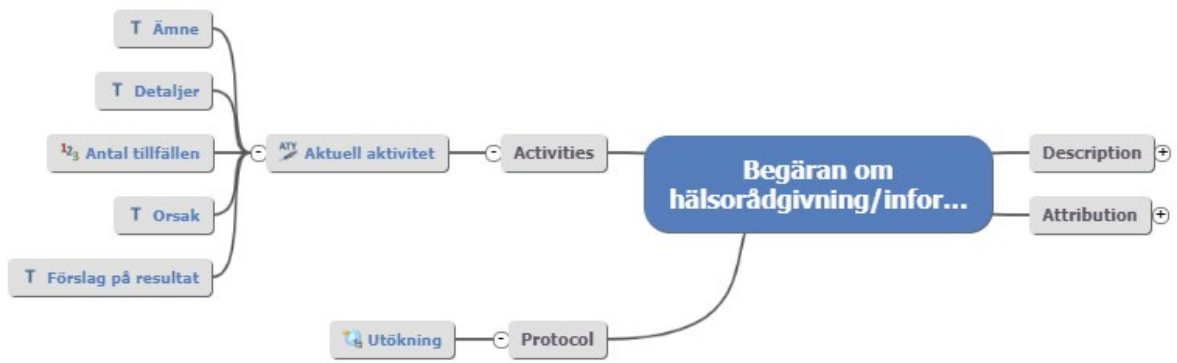 T Ämne
T Detaljer
123 Antal tillfällen
ATY Aktuell aktivitet
Activities
T Orsak
T Förslag på resultat
Begäran om
hälsorådgivning/infor...
Description
Attribution
Utökning
Protocol